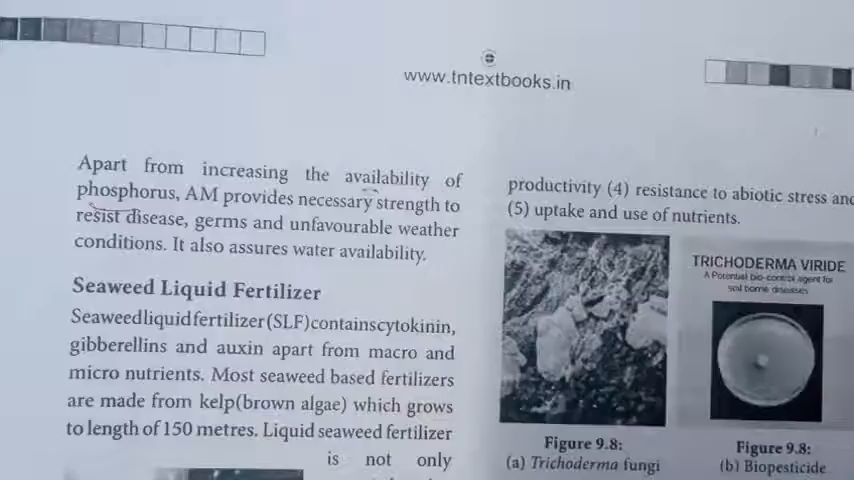 www.tntextbooks.in
Apart from increasing the availability of
phosphorus, AM provides necessary strength to
resist disease, germs and unfavourable weather
conditions. It also assures water availability.
Seaweed Liquid Fertilizer
Seaweed liquid fertilizer (SLF) contains cytokinin,
gibberellins and auxin apart from macro and
micro nutrients. Most seaweed based fertilizers
are made from kelp(brown algae) which grows
to length of 150 metres. Liquid seaweed fertilizer
is not only
productivity (4) resistance to abiotic stress and
(5) uptake and use of nutrients.
TRICHODERMA VIRIDE
A Potential bio-control agent for
soil borne diseases
Figure 9.8:
(a) Trichoderma fungi
Figure 9.8:
(b) Biopesticide